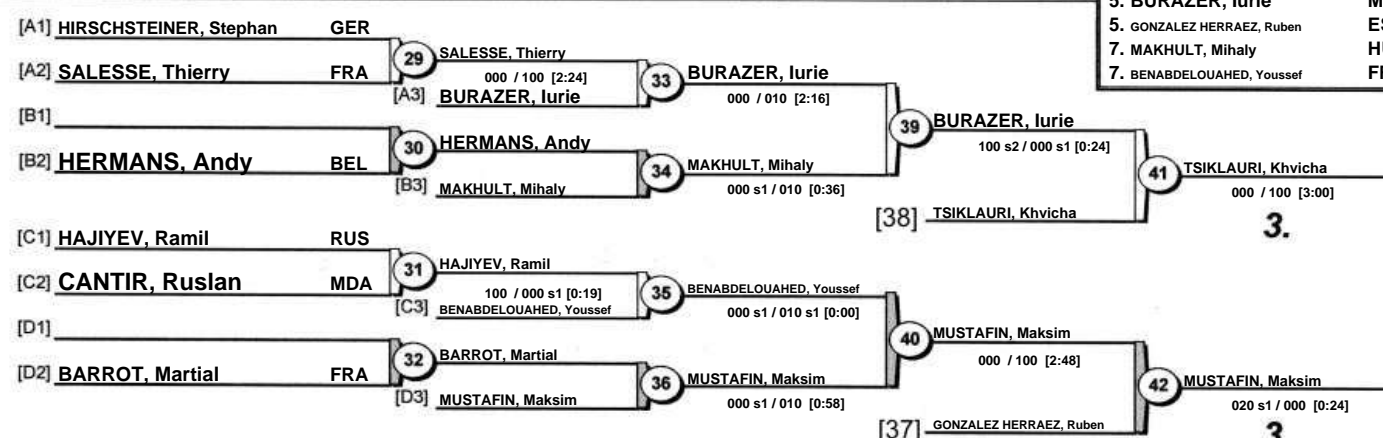 5. BURAZER, Iurie M
5. GONZALEZ HERRAEZ, Ruben ES
7. MAKHULT, Mihaly HU
7. BENABDELOUAHED, Youssef
[A1] HIRSCHSTEINER, Stephan GER
29
SALESSE, Thierry
[A2] SALESSE, Thierry FRA
000 / 100 [2:24]
[A3] BURAZER, Iurie
33
BURAZER, Iurie
000 / 010 [2:16]
[B1]
30
HERMANS, Andy
[B2] HERMANS, Andy BEL
[B3] MAKHULT, Mihaly
34
MAKHULT, Mihaly
000 s1 / 010 [0:36]
39
BURAZER, Iurie
100 s2 / 000 s1 [0:24]
[38] TSIKLAURI, Khvicha
41
TSIKLAURI, Khvicha
000 / 100 [3:00]
3.
[C1] HAJIYEV, Ramil RUS
31
HAJIYEV, Ramil
[C2] CANTIR, Ruslan MDA
100 / 000 s1 [0:19]
[C3] BENABDELOUAHED, Youssef
35
BENABDELOUAHED, Youssef
000 s1 / 010 s1 [0:00]
[D1]
32
BARROT, Martial
[D2] BARROT, Martial FRA
[D3] MUSTAFIN, Maksim
36
MUSTAFIN, Maksim
000 s1 / 010 [0:58]
40
MUSTAFIN, Maksim
000 / 100 [2:48]
[37] GONZALEZ HERRAEZ, Ruben
42
MUSTAFIN, Maksim
020 s1 / 000 [0:24]
3.